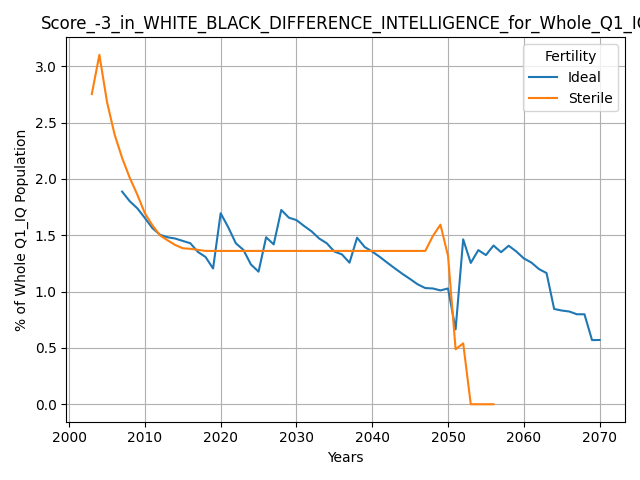 Score_-3_in_WHITE_BLACK_DIFFERENCE_INTELLIGENCE_for_Whole_Q1_IQ
Fertility
Ideal
Sterile
% of Whole Q1_IQ Population
3.0
2.5
2.0
1.5
1.0
0.5
0.0
2000 2010 2020 2030 2040 2050 2060 2070
Years